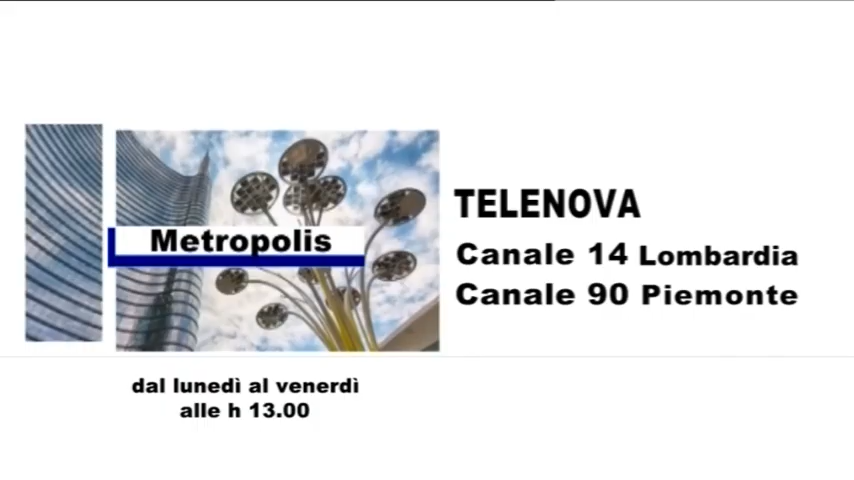 Metropolis
TELENOVA
Canale 14 Lombardia
Canale 90 Piemonte
dal lunedì al venerdì
alle h 13.00